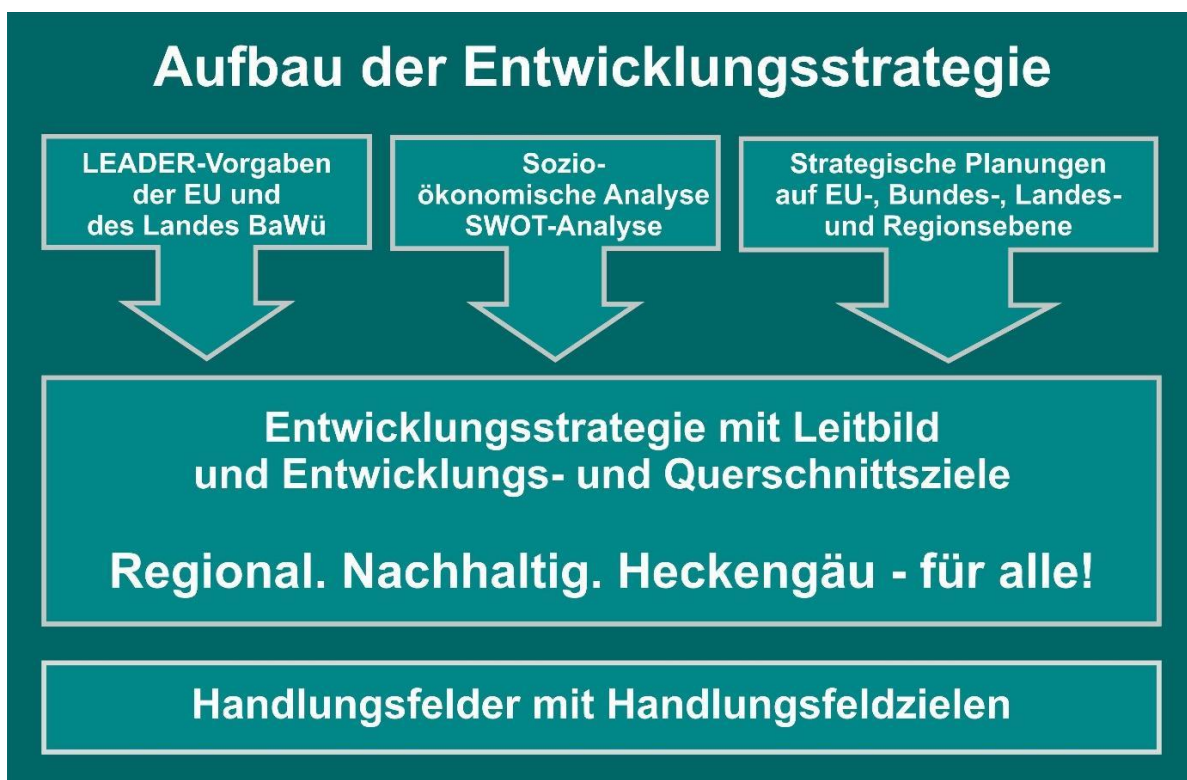 Aufbau der Entwicklungsstrategie
LEADER-Vorgaben
der EU und
des Landes BaWü
Sozio-
ökonomische Analyse
SWOT-Analyse
Strategische Planungen
auf EU-, Bundes-, Landes-
und Regionsebene
Entwicklungsstrategie mit Leitbild
und Entwicklungs- und Querschnittsziele
Regional. Nachhaltig. Heckengäu - für alle!
Handlungsfelder mit Handlungsfeldzielen